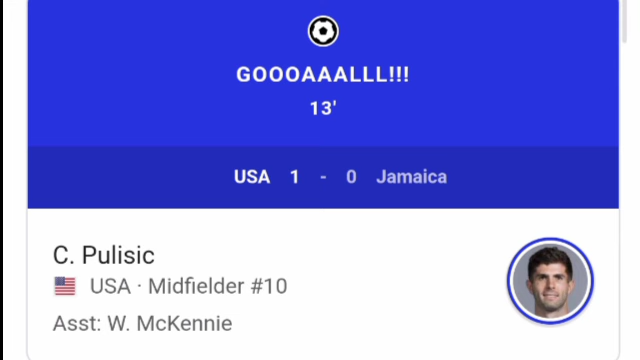 GOOOAAALLL!!!
13'
USA 1 - 0 Jamaica
C. Pulisic
USA · Midfielder #10
Asst: W. McKennie